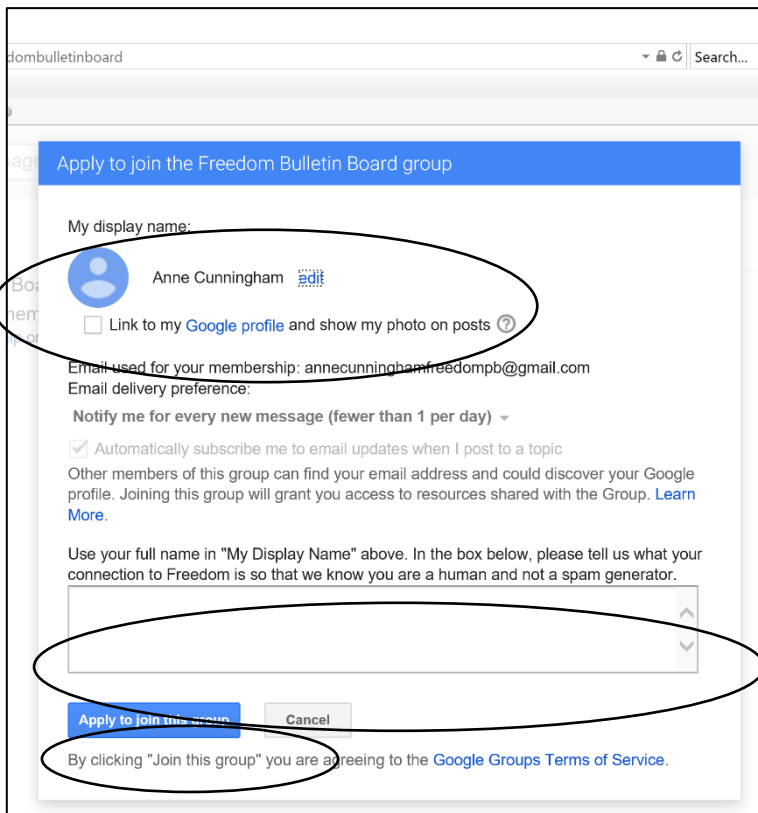 dombulletinboard
Search...
Apply to join the Freedom Bulletin Board group
My display name:
Anne Cunningham edit
Link to my Google profile and show my photo on posts ?
Email used for your membership: annecunninghamfreedompb@gmail.com
Email delivery preference:
Notify me for every new message (fewer than 1 per day)
Automatically subscribe me to email updates when I post to a topic
Other members of this group can find your email address and could discover your Google
profile. Joining this group will grant you access to resources shared with the Group. Learn
More.
Use your full name in "My Display Name" above. In the box below, please tell us what your
connection to Freedom is so that we know you are a human and not a spam generator.
Apply to join this group Cancel
By clicking "Join this group" you are agreeing to the Google Groups Terms of Service.